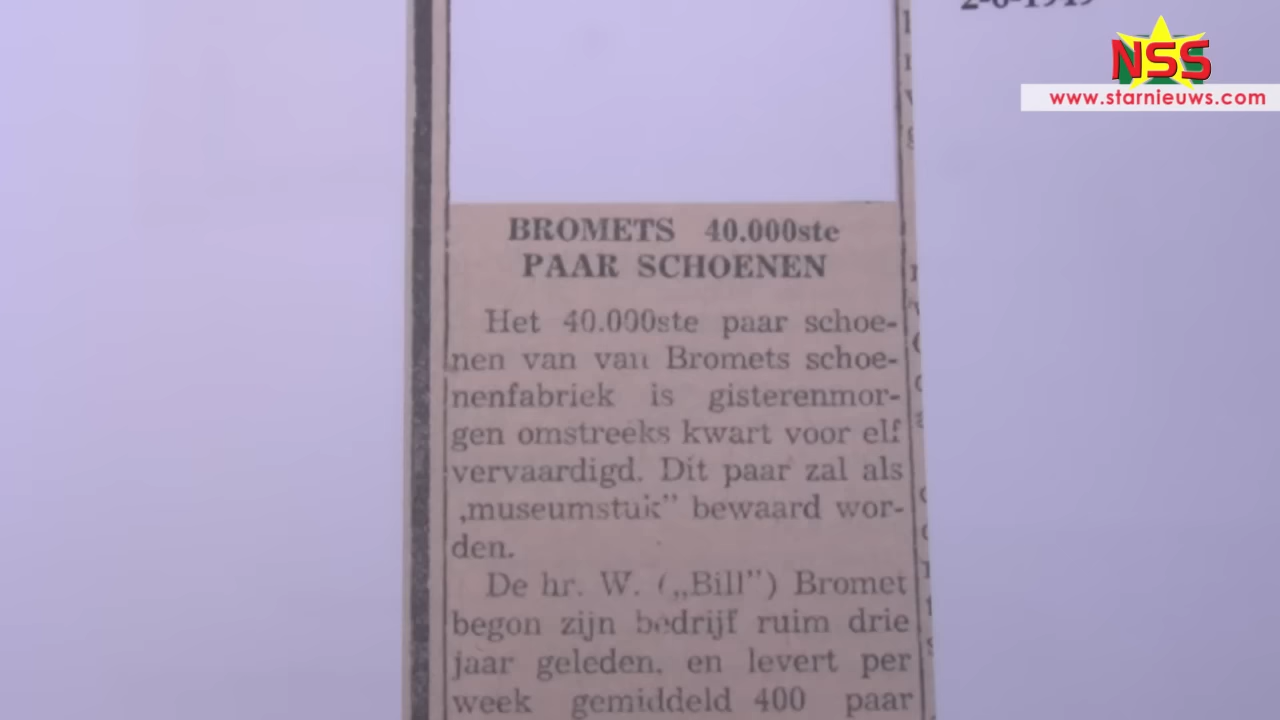 NSS
www.starnieuws.com
BROMETS 40.000ste
PAAR SCHOENEN
Het 40.000ste paar schoe-
nen van van Bromets schoe-
nenfabriek is gisterenmor-
gen omstreeks kwart voor elf
vervaardigd. Dit paar zal als
„museumstuk” bewaard wor-
den.
De hr. W. („Bill”) Bromet
begon zijn bedrijf ruim drie
jaar geleden, en levert per
week gemiddeld 400 paar